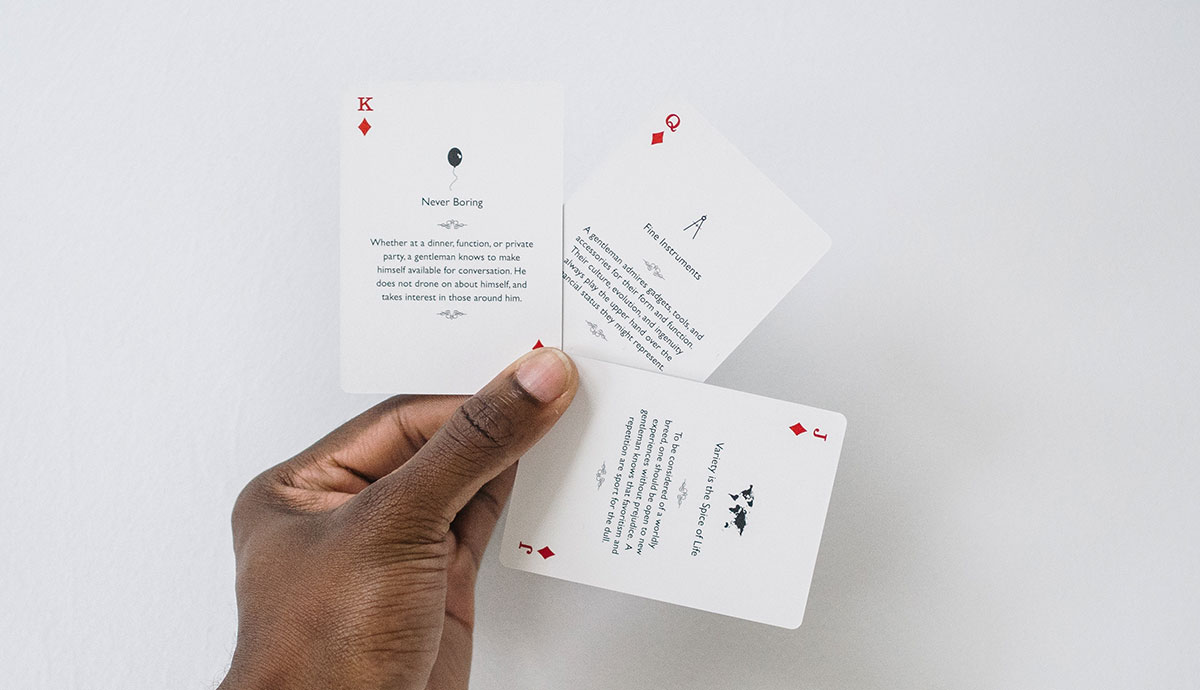 K
Never Boring
Whether at a dinner, function, or private
party, a gentleman knows to make
himself available for conversation. He
does not drone on about himself, and
takes interest in those around him.
Q
Fine Instruments
A gentleman admires gadgets, tools, and
accessories for their form and function.
Their culture, evolution, and ingenuity
always play the upper hand over the
status they might represent.
J
Variety is the Spice of Life
To be considered of a worldly
breed, one should be open to new
experiences without prejudice. A
gentleman knows that favoritism and
repetition are sport for the dull.
J